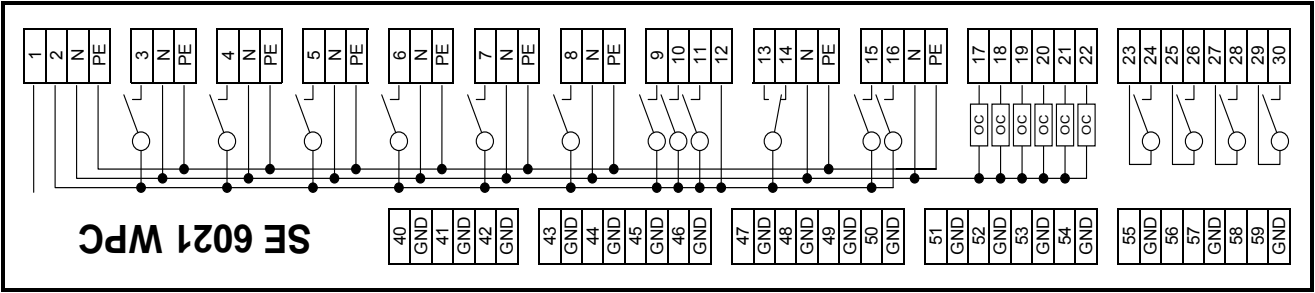 1 2 N PE 3 N PE 4 N PE 5 N PE 6 N PE 7 N PE 8 N PE 9 10 11 12 13 14 N PE 15 16 N PE 17 18 19 20 21 22 23 24 25 26 27 28 29 30
OC OC OC OC OC OC
SE 6021 WPC
40 GND 41 GND 42 GND 43 GND 44 GND 45 GND 46 GND 47 GND 48 GND 49 GND 50 GND 51 GND 52 GND 53 GND 54 GND 55 GND 56 57 GND 58 59 GND